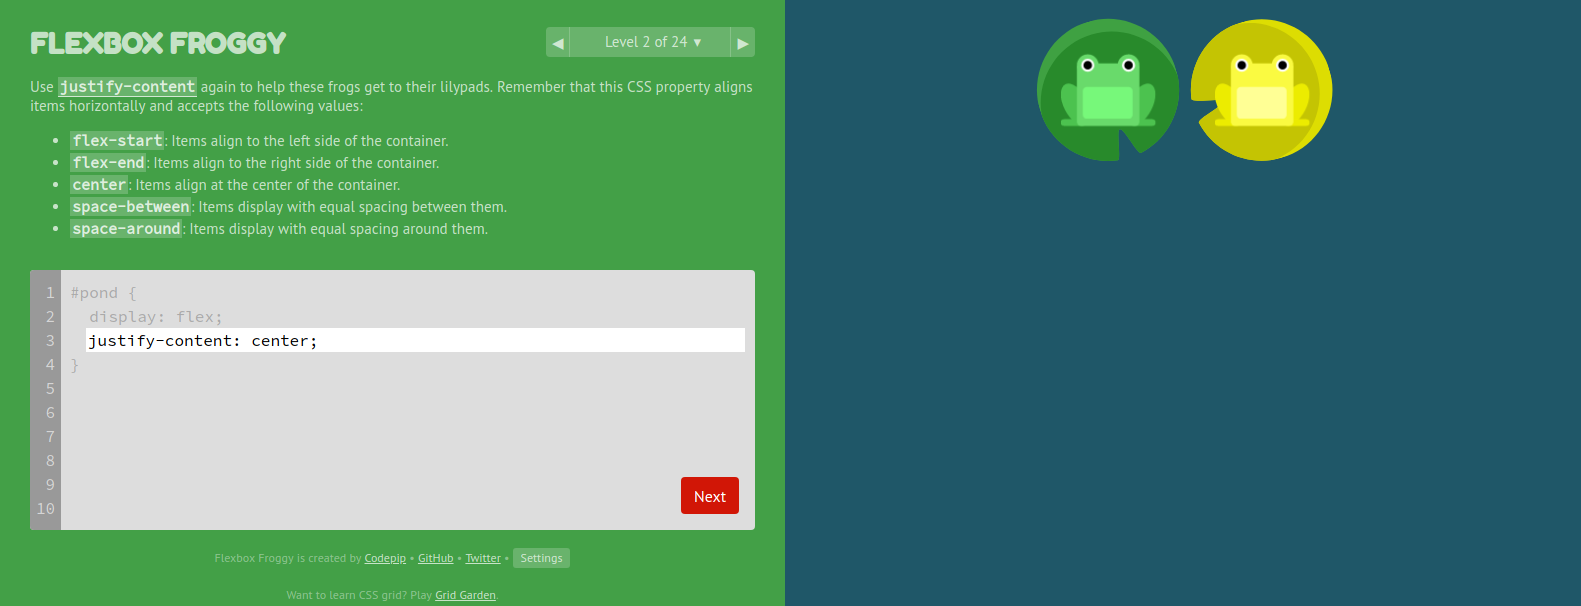 FLEXBOX FROGGY
◀ Level 2 of 24 ▼ ▶
Use justify-content again to help these frogs get to their lilypads. Remember that this CSS property aligns
items horizontally and accepts the following values:
• flex-start: Items align to the left side of the container.
• flex-end: Items align to the right side of the container.
• center: Items align at the center of the container.
• space-between: Items display with equal spacing between them.
• space-around: Items display with equal spacing around them.
1 #pond {
2 display: flex;
3 justify-content: center;
4 }
5
6
7
8
9
10
Next
Flexbox Froggy is created by Codepip • GitHub • Twitter • Settings
Want to learn CSS grid? Play Grid Garden.